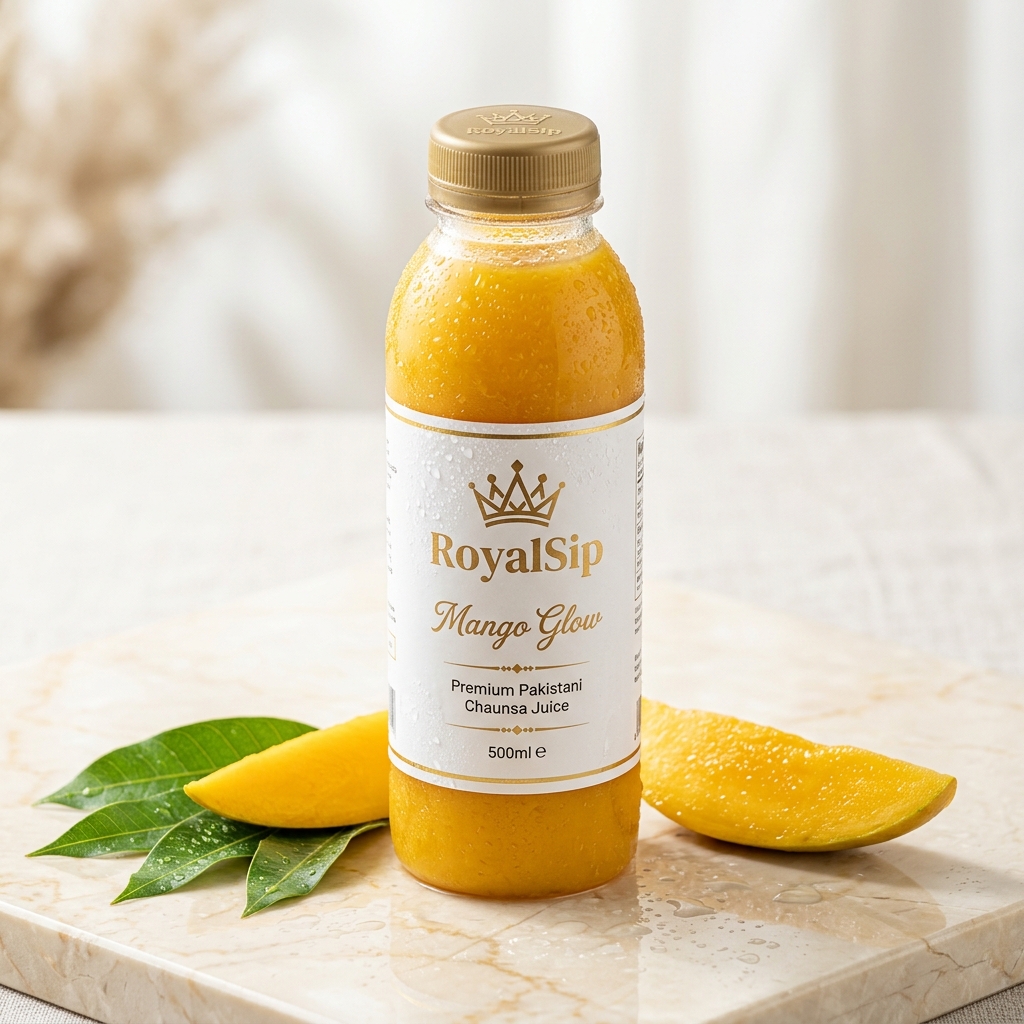 RoyalSip
RoyalSip
Mango Glow
Premium Pakistani
Chaunsa Juice
500ml ℮